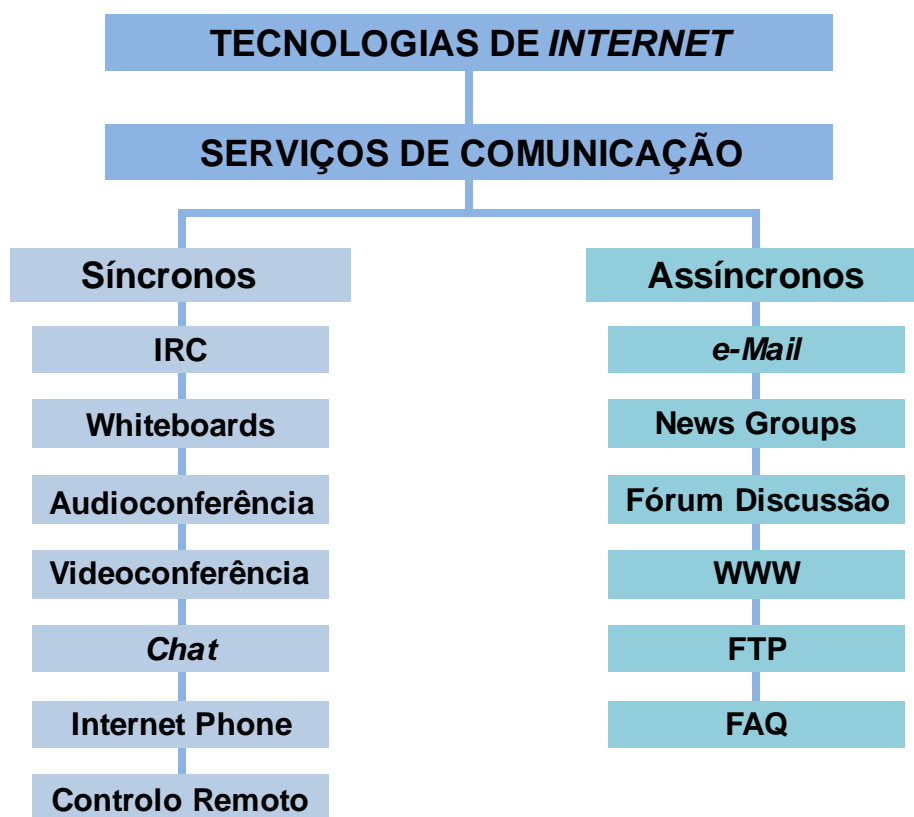 TECNOLOGIAS DE INTERNET
SERVIÇOS DE COMUNICAÇÃO
Síncronos
IRC
Whiteboards
Audioconferência
Videoconferência
Chat
Internet Phone
Controlo Remoto
Assíncronos
e-Mail
News Groups
Fórum Discussão
WWW
FTP
FAQ